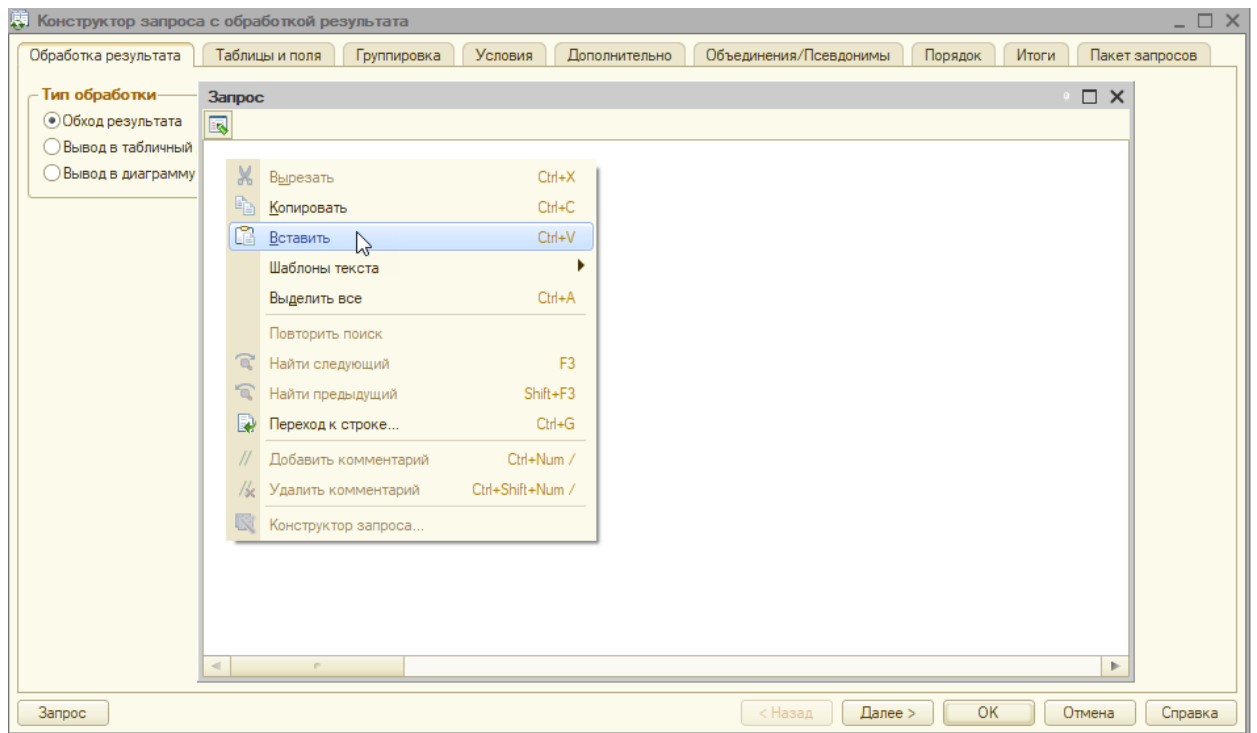 Конструктор запроса с обработкой результата
Обработка результата Таблицы и поля Группировка Условия Дополнительно Объединения/Псевдонимы Порядок Итоги Пакет запросов
Тип обработки
Обход результата
Вывод в табличный
Вывод в диаграмму
Запрос
Вырезать Ctrl+X
Копировать Ctrl+C
Вставить Ctrl+V
Шаблоны текста
Выделить все Ctrl+A
Повторить поиск
Найти следующий F3
Найти предыдущий Shift+F3
Переход к строке... Ctrl+G
Добавить комментарий Ctrl+Num /
Удалить комментарий Ctrl+Shift+Num /
Конструктор запроса...
Запрос < Назад Далее > OK Отмена Справка